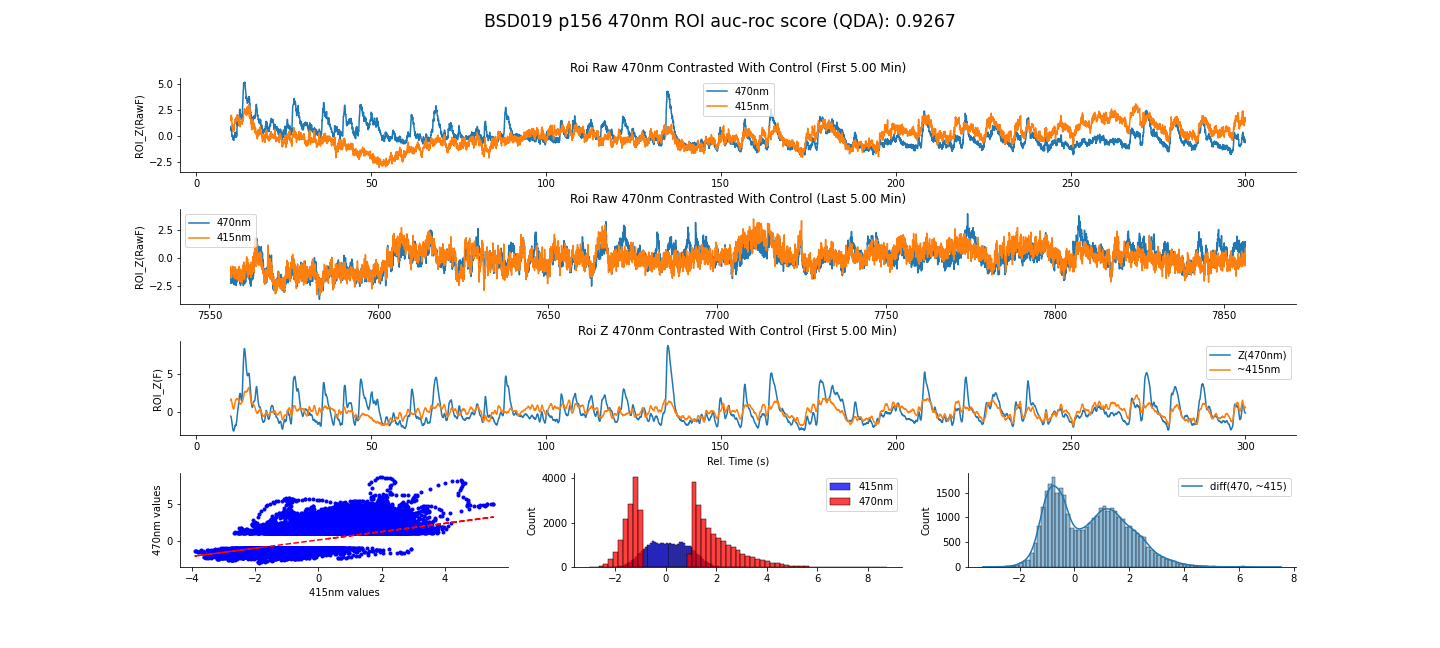 BSD019 p156 470nm ROI auc-roc score (QDA): 0.9267
Roi Raw 470nm Contrasted With Control (First 5.00 Min)
ROI_Z(RawF)
5.0
2.5
0.0
−2.5
470nm
415nm
0 50 100 150 200 250 300
Roi Raw 470nm Contrasted With Control (Last 5.00 Min)
ROI_Z(RawF)
2.5
0.0
−2.5
470nm
415nm
7550 7600 7650 7700 7750 7800 7850
Roi Z 470nm Contrasted With Control (First 5.00 Min)
ROI_Z(F)
5
0
Z(470nm)
~415nm
0 50 100 150 200 250 300
Rel. Time (s)
470nm values
5
0
−4 −2 0 2 4
415nm values
Count
4000
2000
0
415nm
470nm
−2 0 2 4 6 8
Count
1500
1000
500
0
diff(470, ~415)
−2 0 2 4 6 8